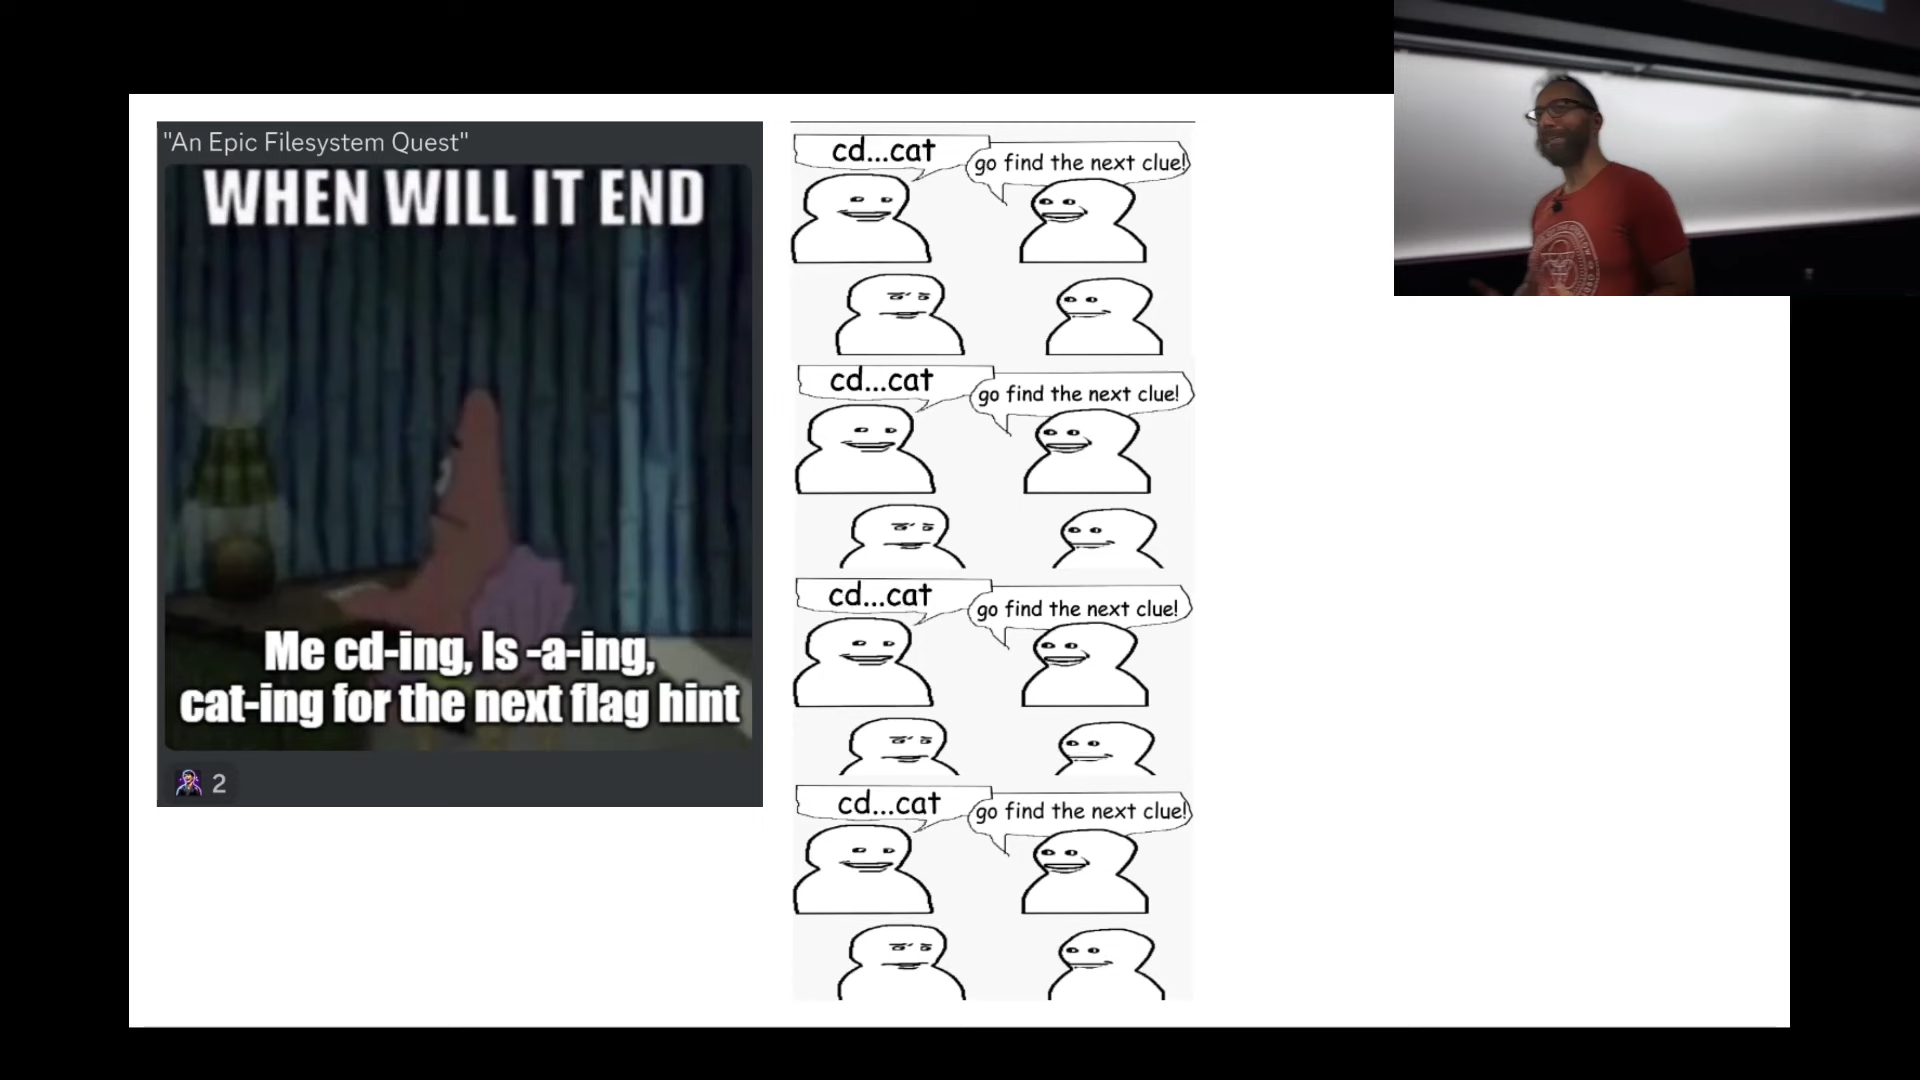 "An Epic Filesystem Quest"
WHEN WILL IT END
Me cd-ing, ls -a-ing,
cat-ing for the next flag hint
2
cd...cat
go find the next clue!
cd...cat
go find the next clue!
cd...cat
go find the next clue!
cd...cat
go find the next clue!